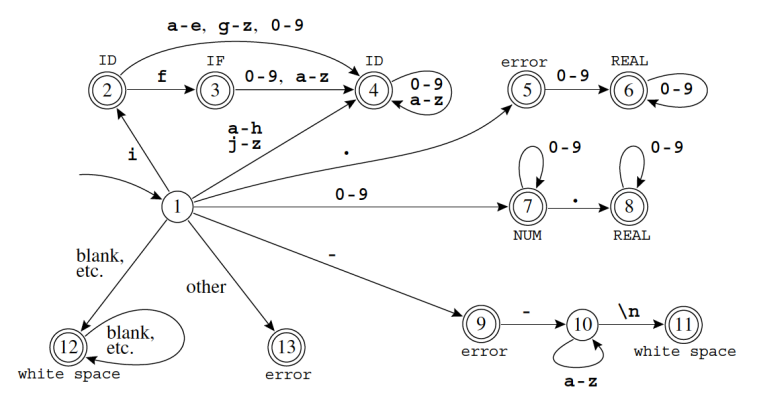 a-e, g-z, 0-9
ID
IF
ID
error
REAL
2
f
3
0-9, a-z
4
0-9
a-z
5
0-9
6
0-9
a-h
j-z
i
.
0-9
0-9
1
0-9
7
.
8
NUM
REAL
blank,
etc.
-
other
9
-
10
\n
11
12
blank,
etc.
13
error
white space
a-z
white space
error